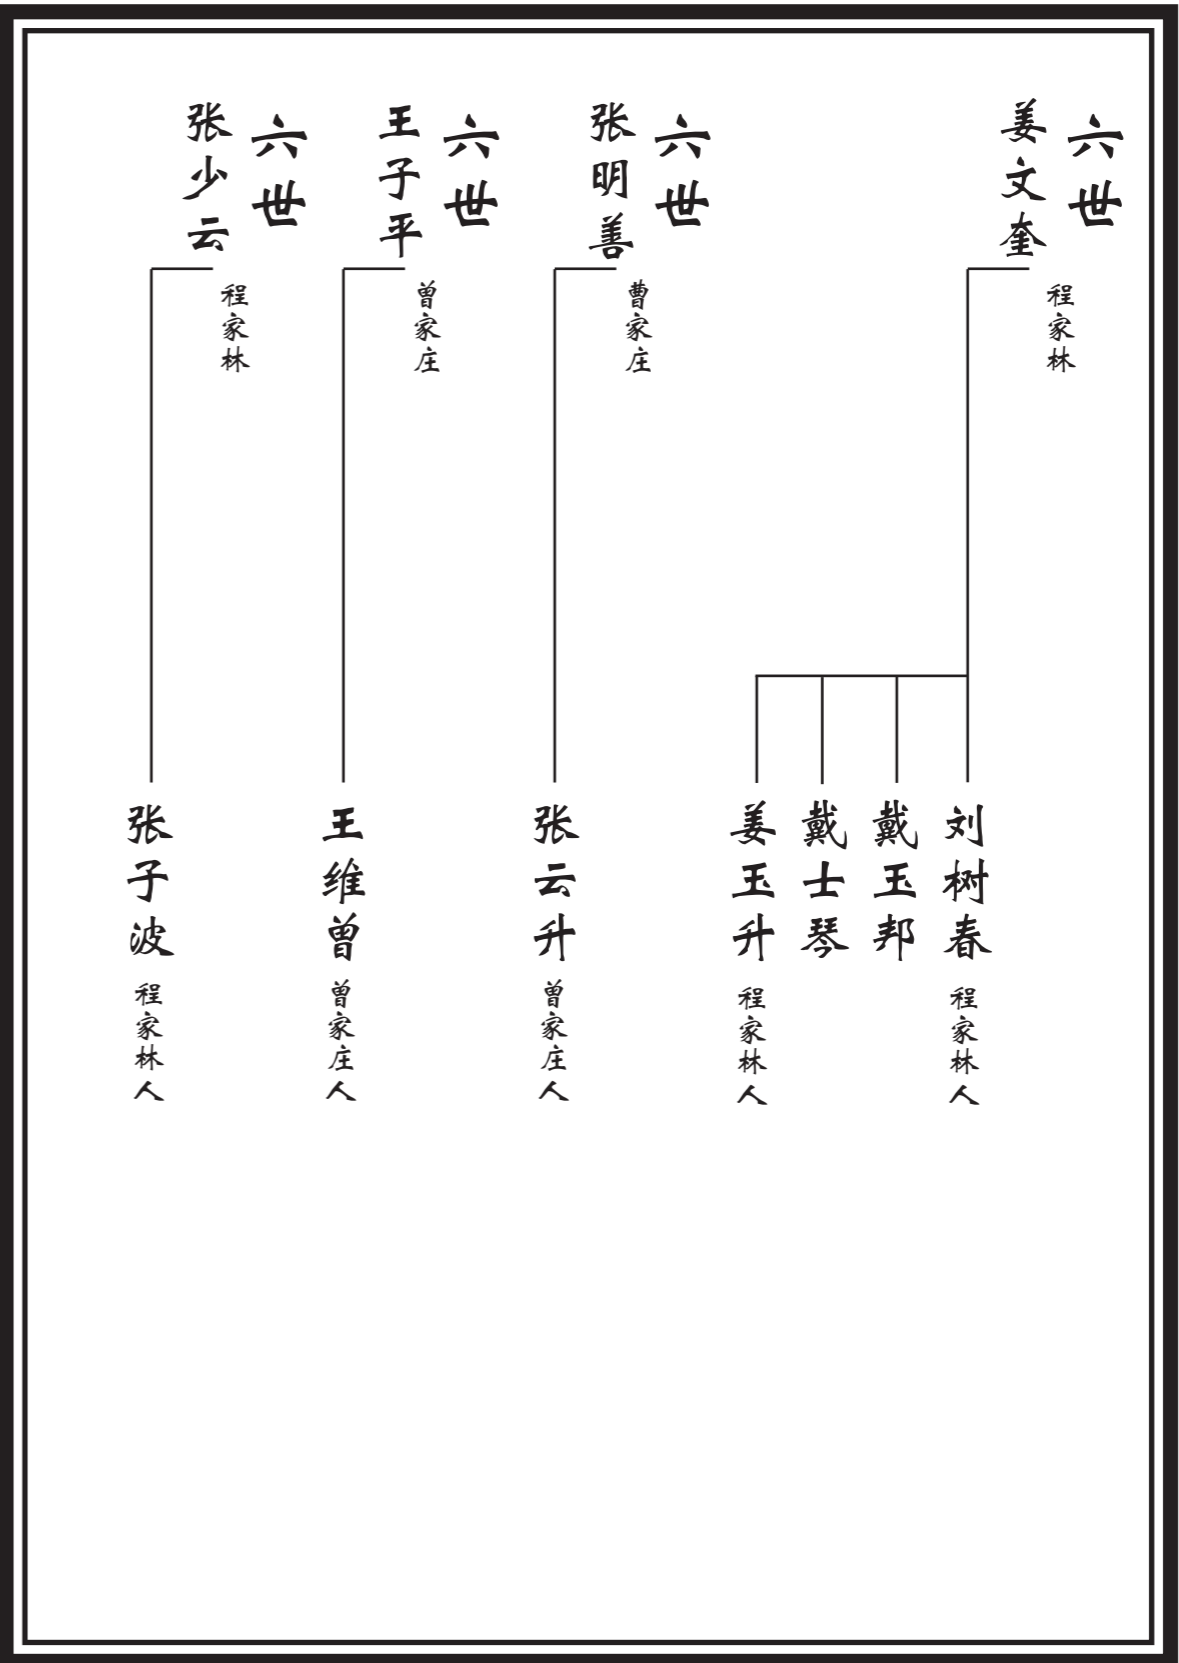 六世
姜文奎
程家林
刘树春
程家林人
戴玉邦
戴士琴
姜玉升
程家林人
六世
张明善
曹家庄
张云升
曾家庄人
六世
王子平
曾家庄
王维曾
曾家庄人
六世
张少云
程家林
张子波
程家林人